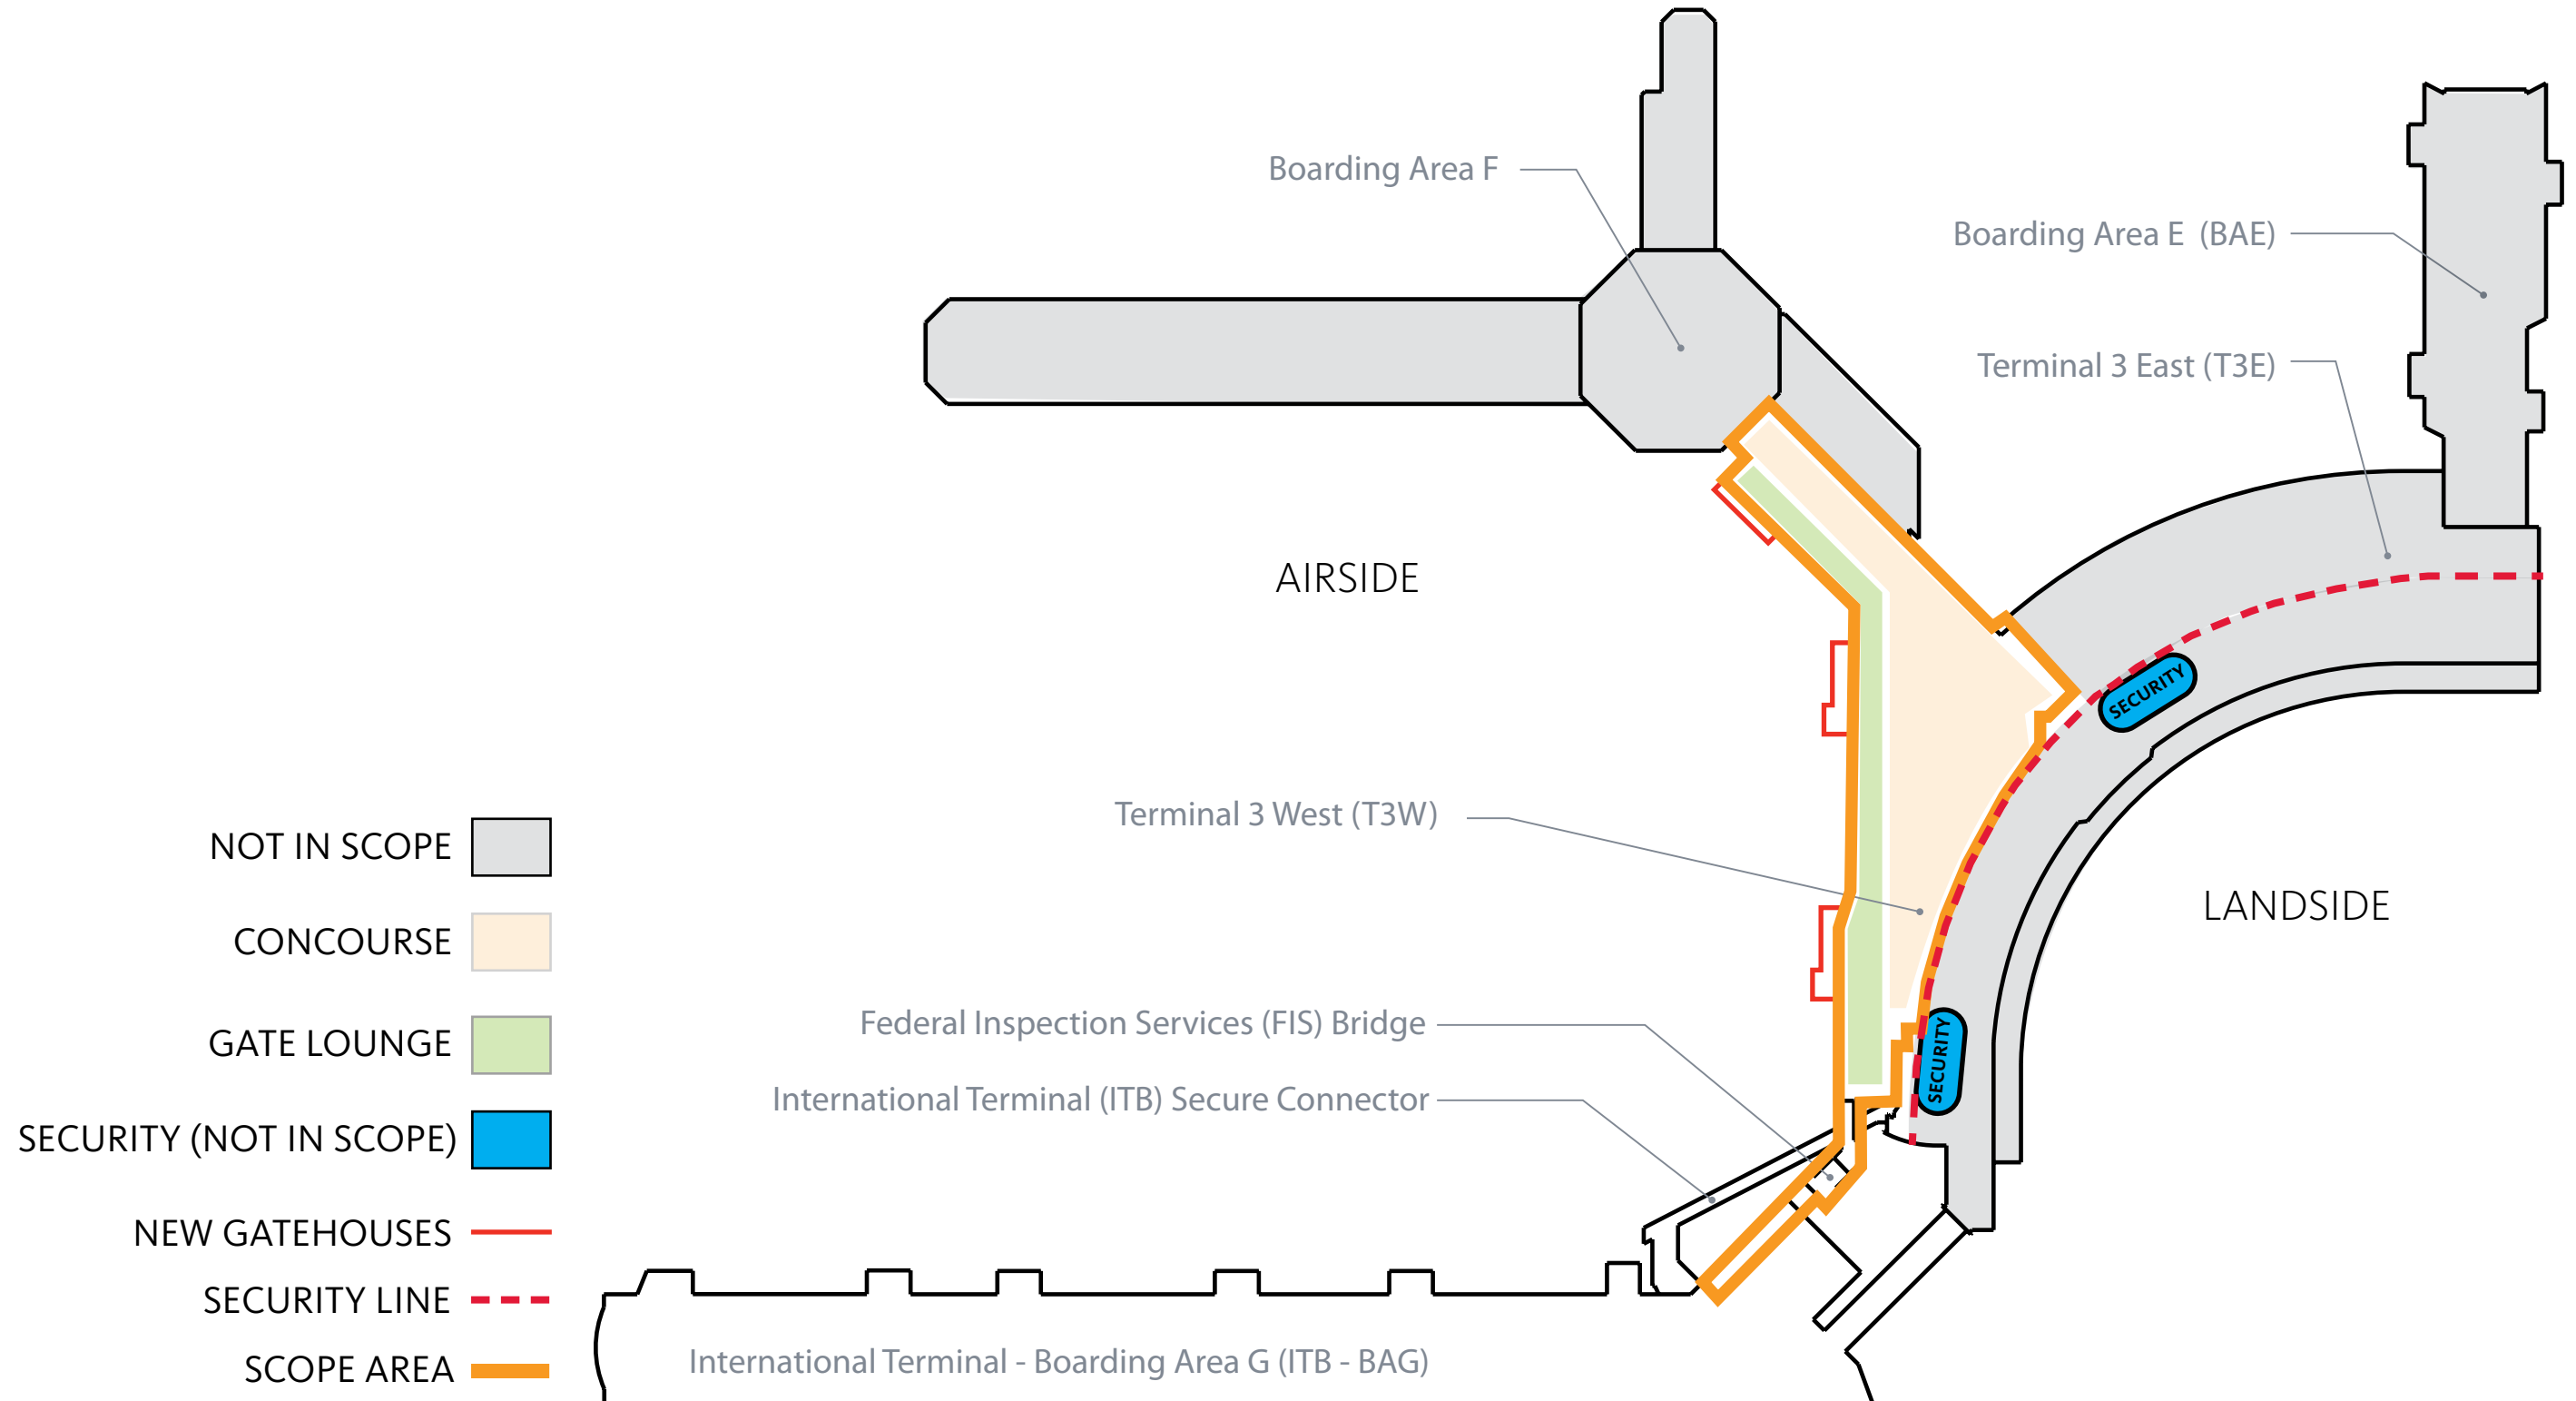 Boarding Area F
Boarding Area E (BAE)
Terminal 3 East (T3E)
AIRSIDE
SECURITY
Terminal 3 West (T3W)
LANDSIDE
Federal Inspection Services (FIS) Bridge
SECURITY
International Terminal (ITB) Secure Connector
International Terminal - Boarding Area G (ITB - BAG)
NOT IN SCOPE
CONCOURSE
GATE LOUNGE
SECURITY (NOT IN SCOPE)
NEW GATEHOUSES
SECURITY LINE
SCOPE AREA